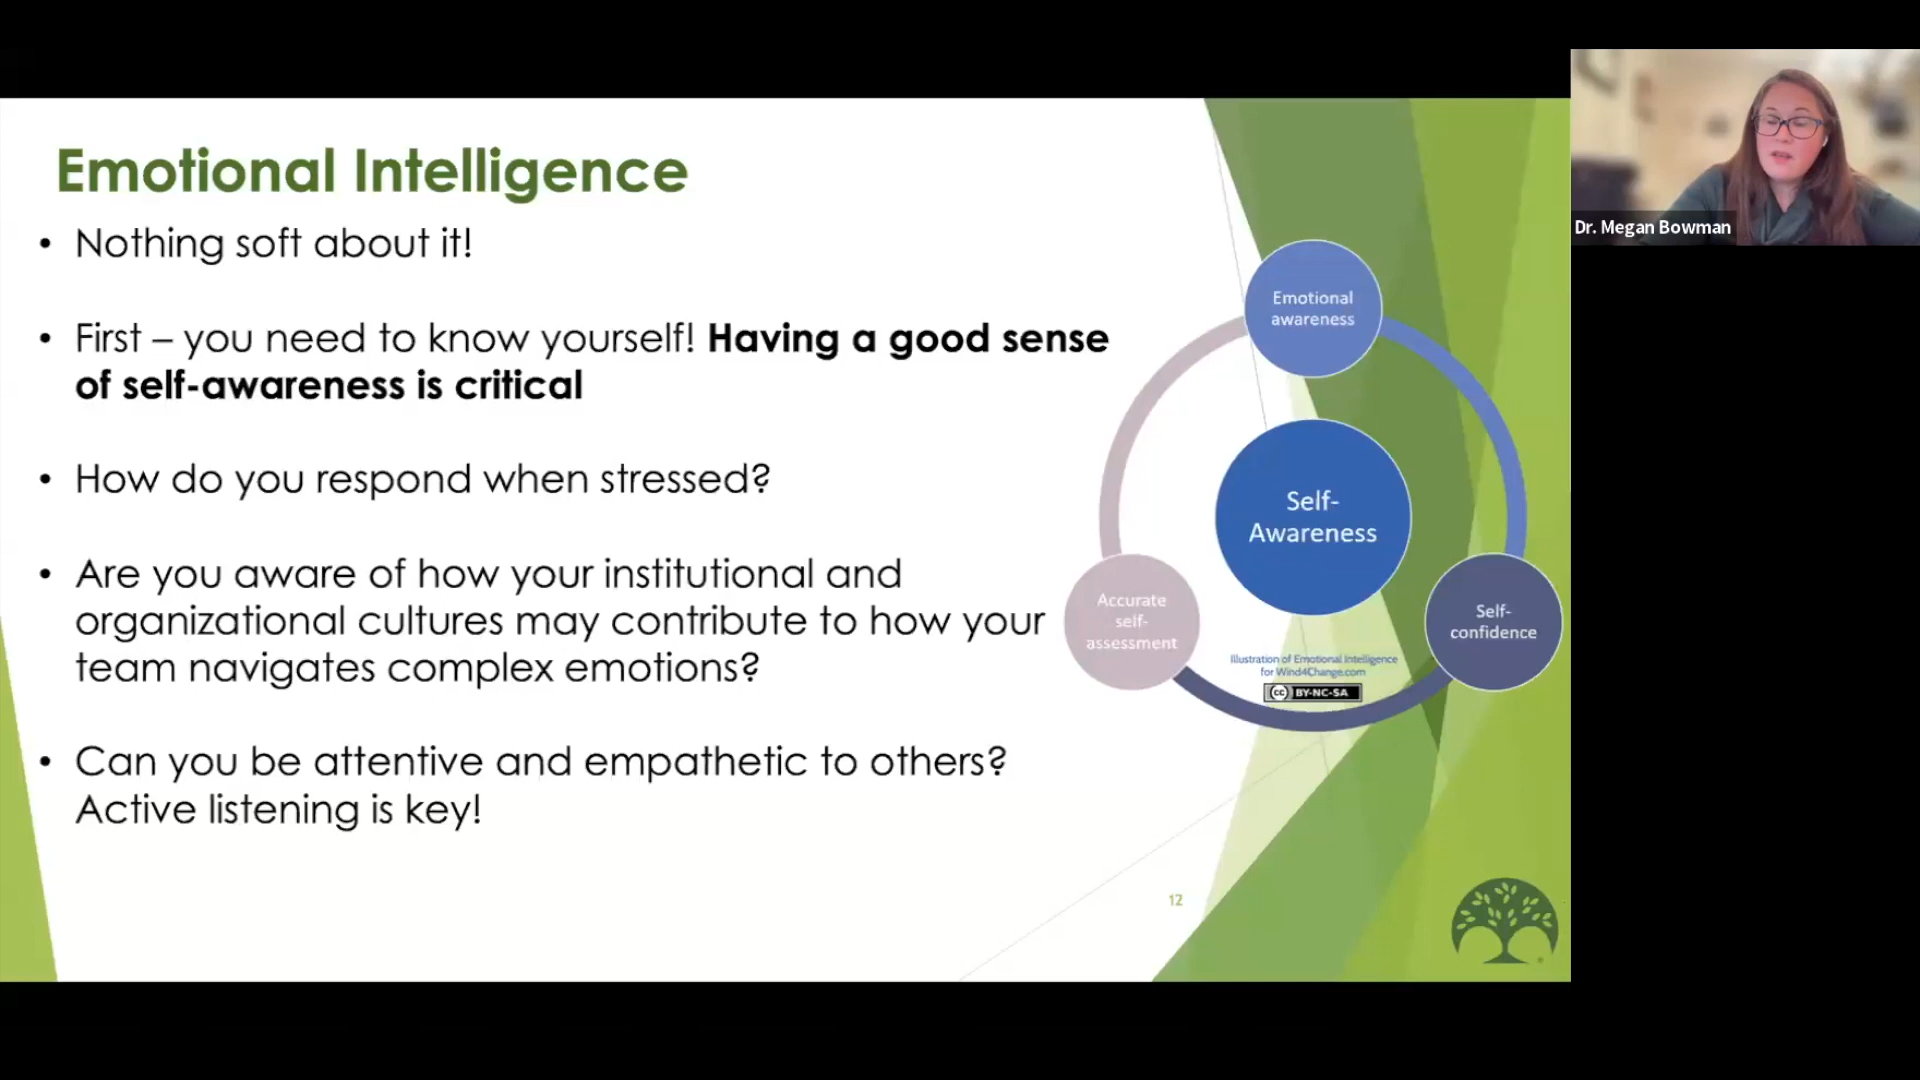 Emotional Intelligence
• Nothing soft about it!
• First – you need to know yourself! Having a good sense
of self-awareness is critical
• How do you respond when stressed?
• Are you aware of how your institutional and
organizational cultures may contribute to how your
team navigates complex emotions?
• Can you be attentive and empathetic to others?
Active listening is key!
Emotional
awareness
Self-
Awareness
Accurate
self-
assessment
Self-
confidence
Illustration of Emotional Intelligence
for Wind4Change.com
cc BY-NC-SA
12
Dr. Megan Bowman